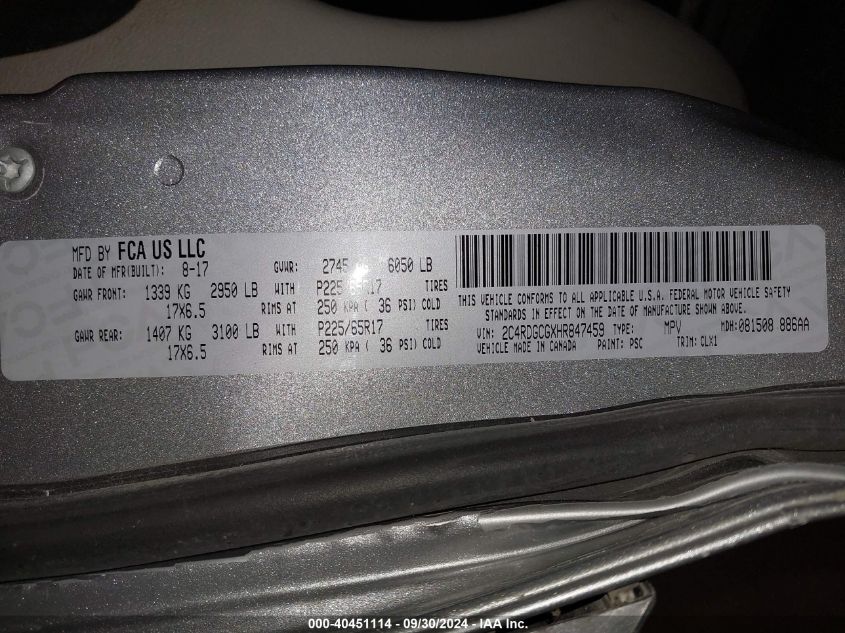 MFD BY FCA US LLC
DATE OF MFR(BUILT): 8-17 GVWR: 2745 6050 LB
GAWR FRONT: 1339 KG 2950 LB WITH P225/65R17 TIRES
17X6.5 RIMS AT 250 KPA ( 36 PSI) COLD
GAWR REAR: 1407 KG 3100 LB WITH P225/65R17 TIRES
17X6.5 RIMS AT 250 KPA ( 36 PSI) COLD
THIS VEHICLE CONFORMS TO ALL APPLICABLE U.S.A. FEDERAL MOTOR VEHICLE SAFETY
STANDARDS IN EFFECT ON THE DATE OF MANUFACTURE SHOWN ABOVE.
VIN: 2C4RDGCGXHR847459 TYPE: MPV MDH: 081508 886AA
VEHICLE MADE IN CANADA PAINT: PSC TRIM: CLX1
000-40451114 - 09/30/2024 - IAA Inc.